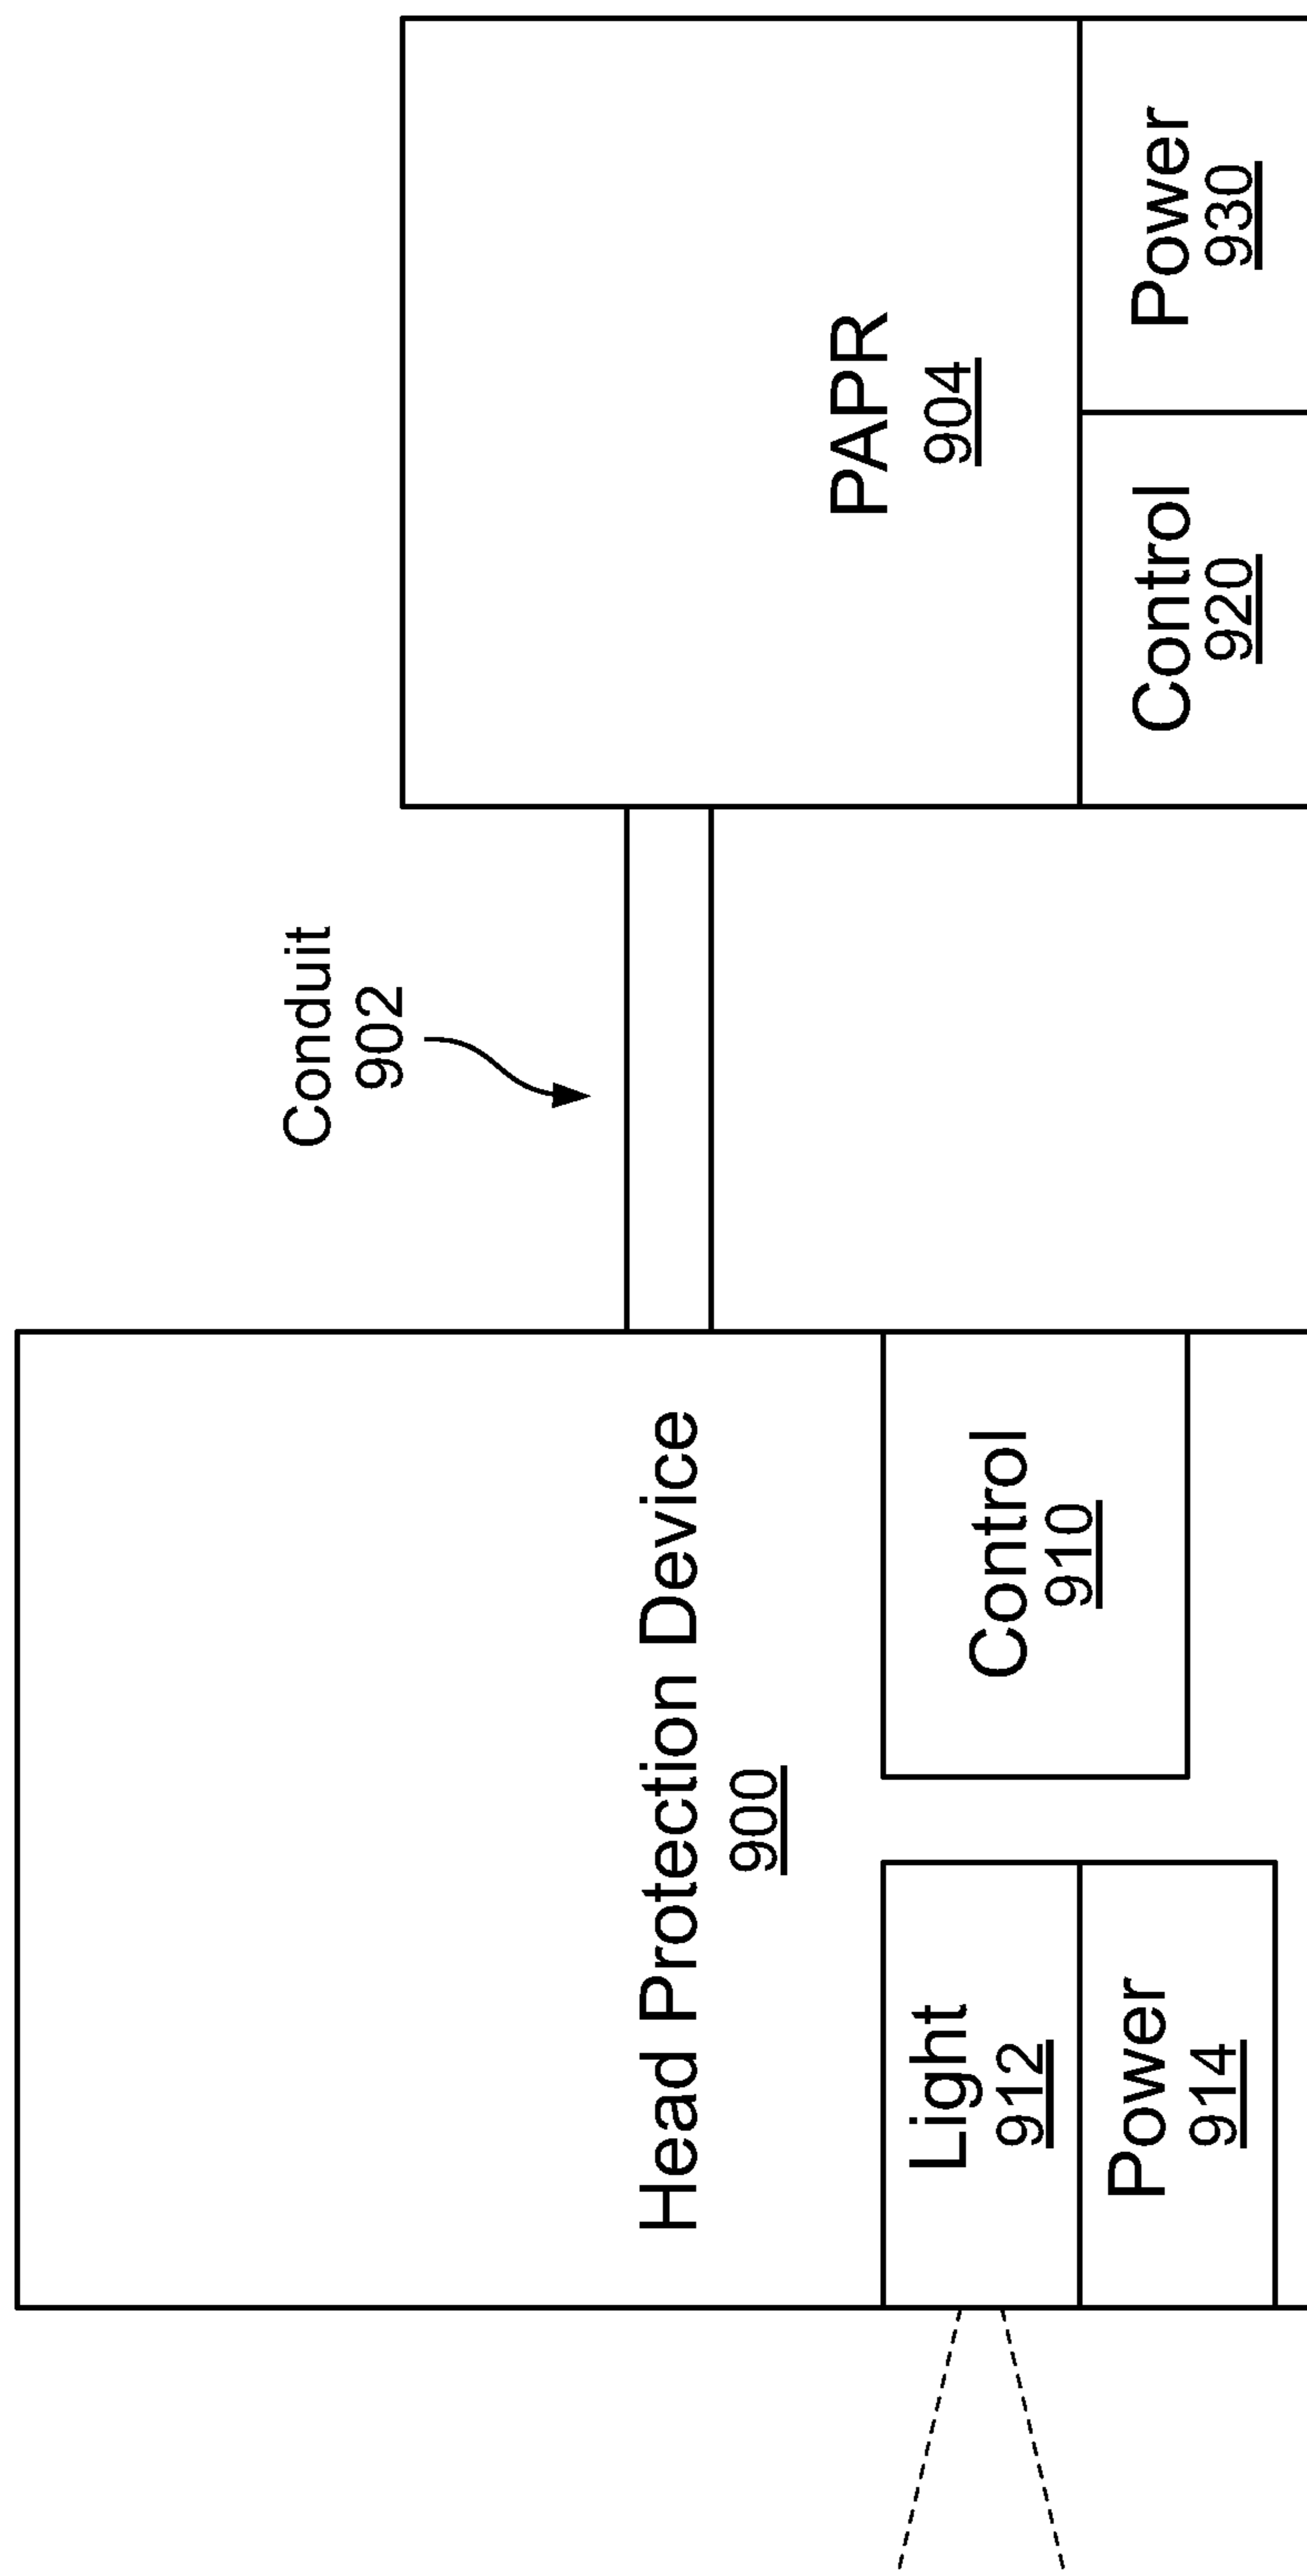 Conduit
902
Head Protection Device
900
PAPR
904
Light
912
Control
910
Power
914
Control
920
Power
930